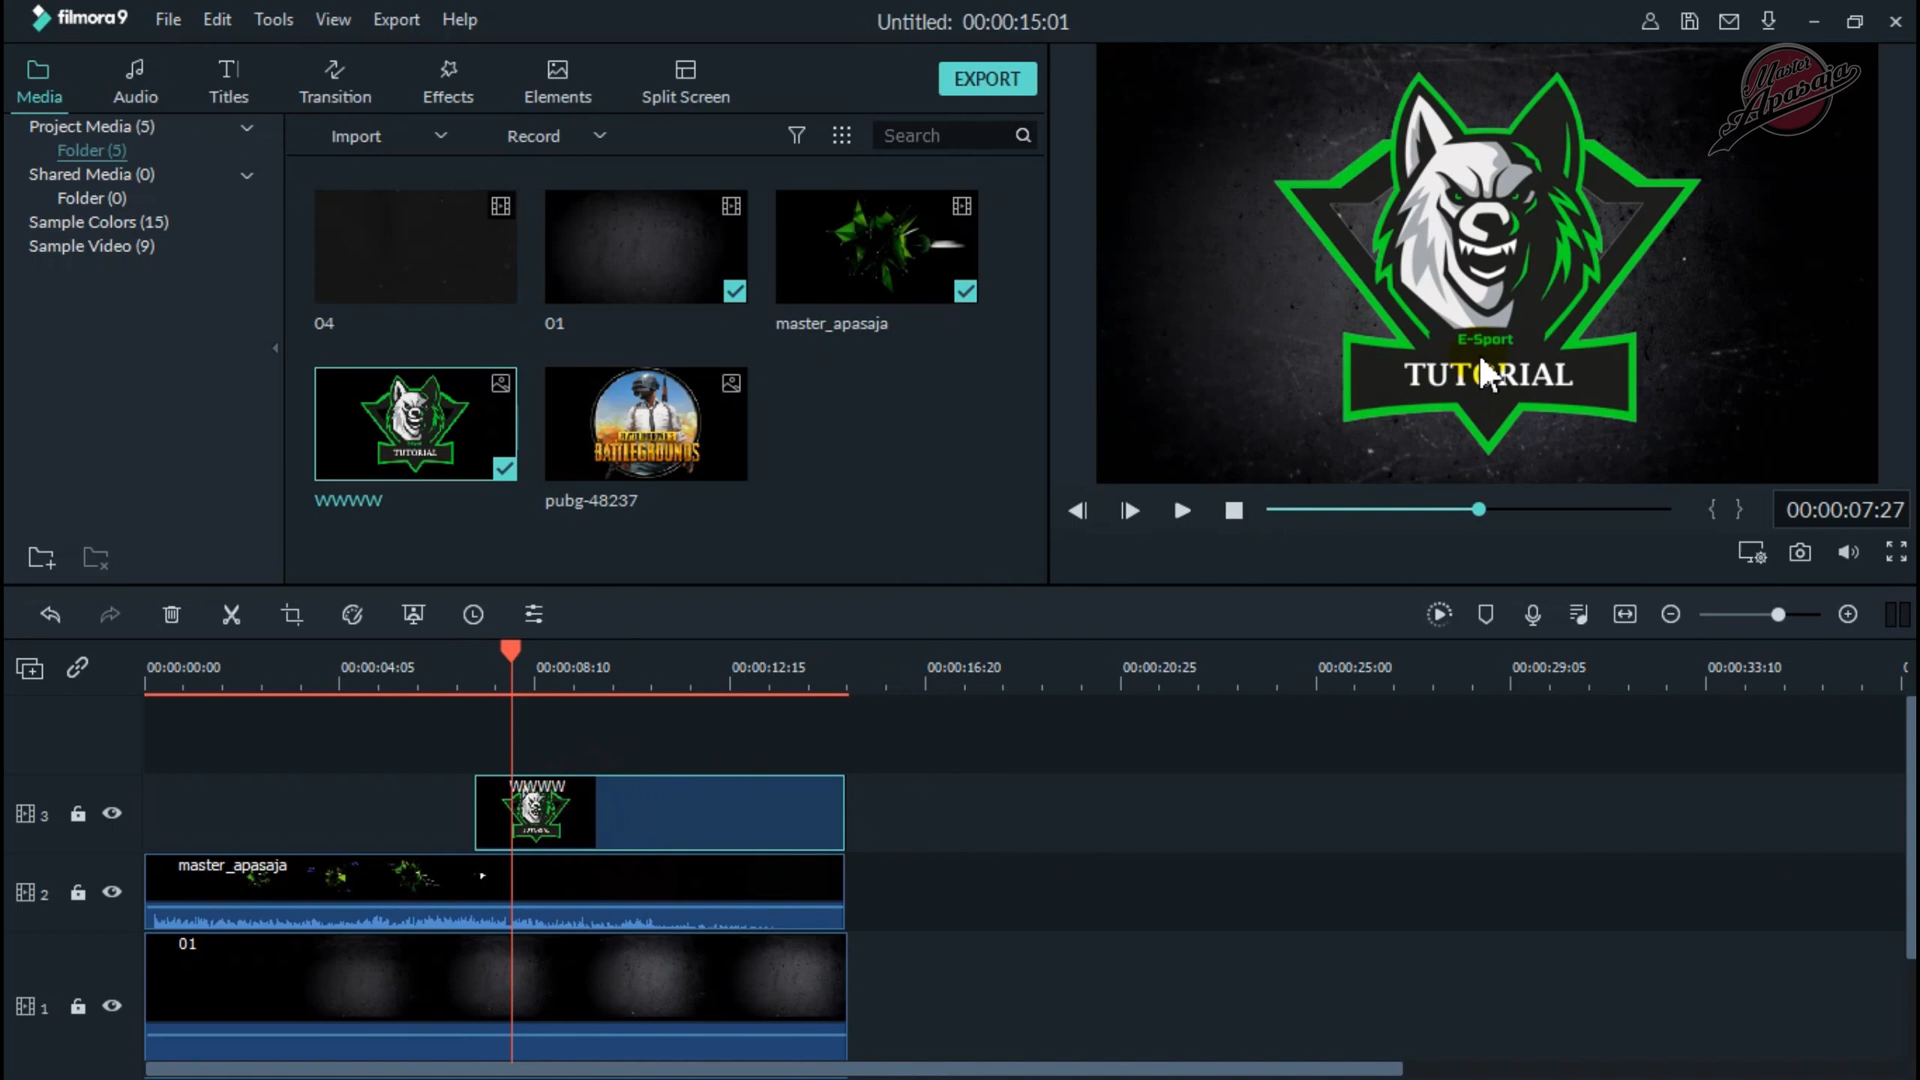 filmora9 File Edit Tools View Export Help Untitled: 00:00:15:01
Media Audio Titles Transition Effects Elements Split Screen EXPORT
Project Media (5)
Folder (5)
Shared Media (0)
Folder (0)
Sample Colors (15)
Sample Video (9)
Import Record Search
04 01 master_apasaja
TUTORIAL
BATTLEGROUNDS
WWWW pubg-48237
Master
Apasaja
E-Sport
TUTORIAL
00:00:07:27
00:00:00:00 00:00:04:05 00:00:08:10 00:00:12:15 00:00:16:20 00:00:20:25 00:00:25:00 00:00:29:05 00:00:33:10
WWWW
3
master_apasaja
2
01
1